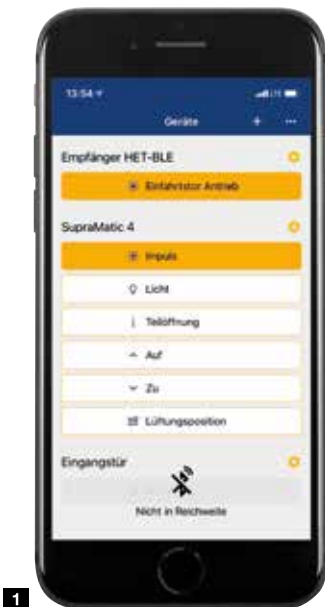 13:54
LTE
Geräte
Empfänger HET-BLE
Einfahrtstor Antrieb
SupraMatic 4
Impuls
Licht
Teilöffnung
Auf
Zu
Lüftungsposition
Eingangstür
Nicht in Reichweite
1